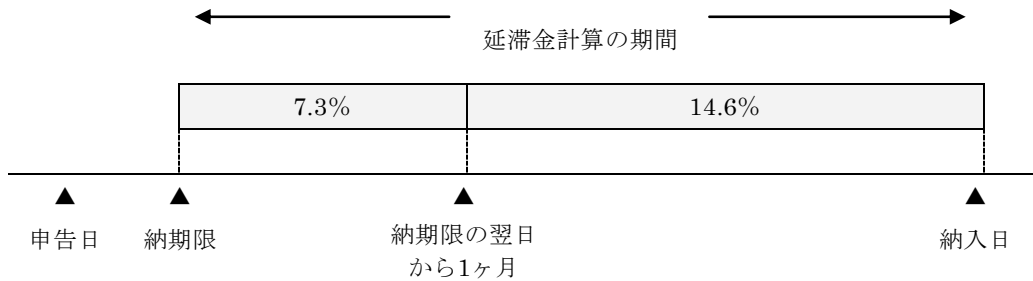 延滞金計算の期間
7.3%
14.6%
申告日
納期限
納期限の翌日
から1ヶ月
納入日